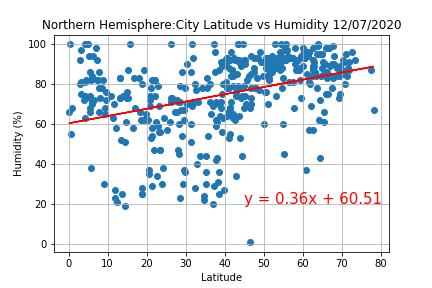 Northern Hemisphere:City Latitude vs Humidity 12/07/2020
100
80
60
40
20
0
Humidity (%)
y = 0.36x + 60.51
0 10 20 30 40 50 60 70 80
Latitude